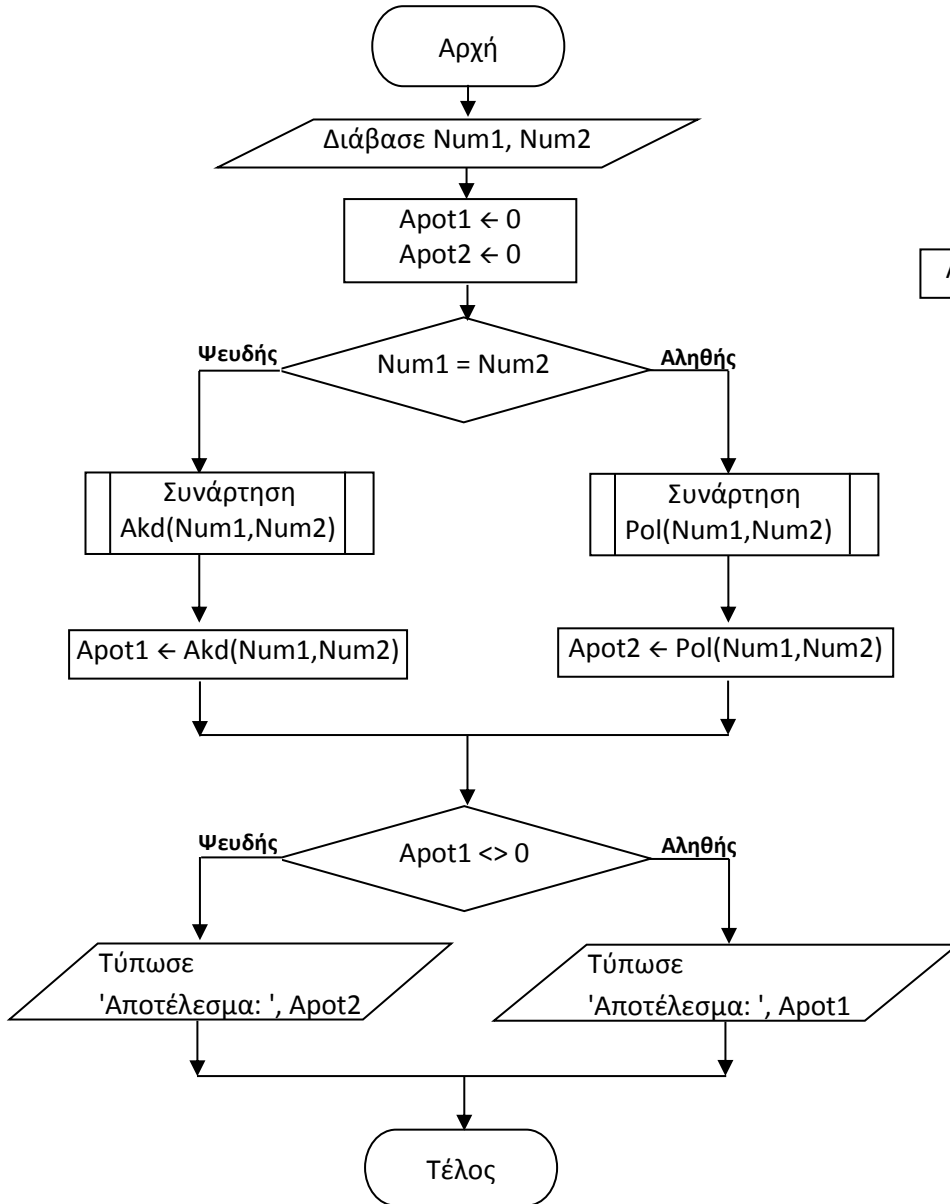 Αρχή
Διάβασε Num1, Num2
Apot1 ← 0
Apot2 ← 0
Ψευδής
Num1 = Num2
Αληθής
Συνάρτηση
Akd(Num1,Num2)
Συνάρτηση
Pol(Num1,Num2)
Apot1 ← Akd(Num1,Num2)
Apot2 ← Pol(Num1,Num2)
Ψευδής
Apot1 <> 0
Αληθής
Τύπωσε
'Αποτέλεσμα: ', Apot2
Τύπωσε
'Αποτέλεσμα: ', Apot1
Τέλος